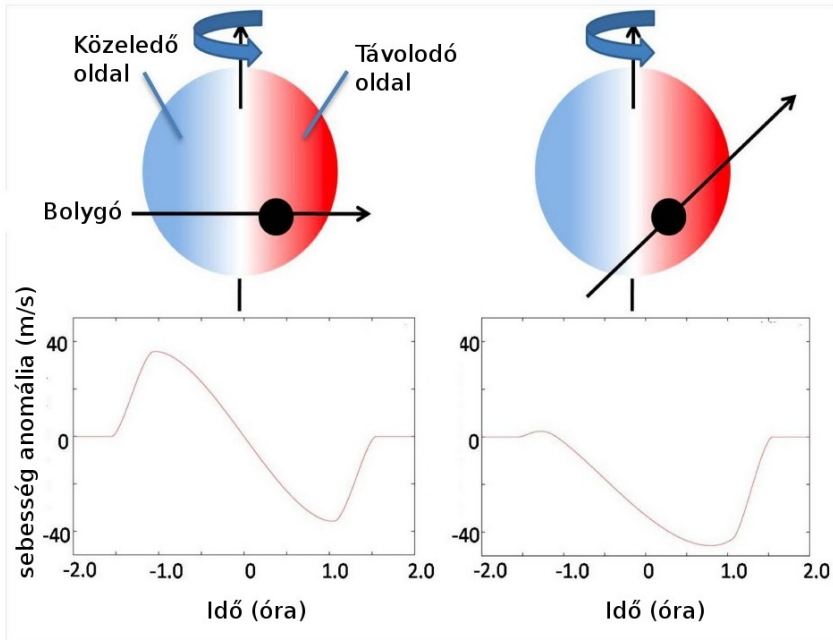 Közeledő
oldal
Távolodó
oldal
Bolygó
sebesség anomália (m/s)
40
0
-40
-2.0 -1.0 0 1.0 2.0
Idő (óra)
40
0
-40
-2.0 -1.0 0 1.0 2.0
Idő (óra)